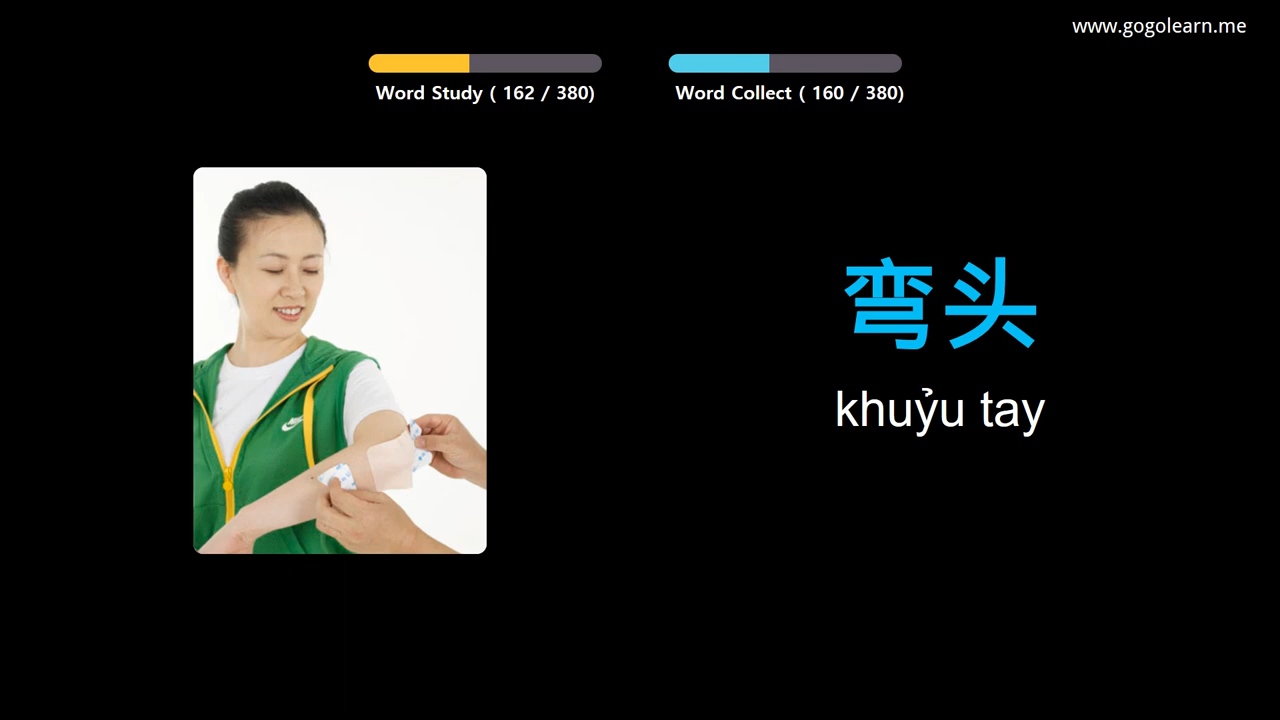 www.gogolearn.me
Word Study ( 162 / 380)
Word Collect ( 160 / 380)
弯头
khuỷu tay